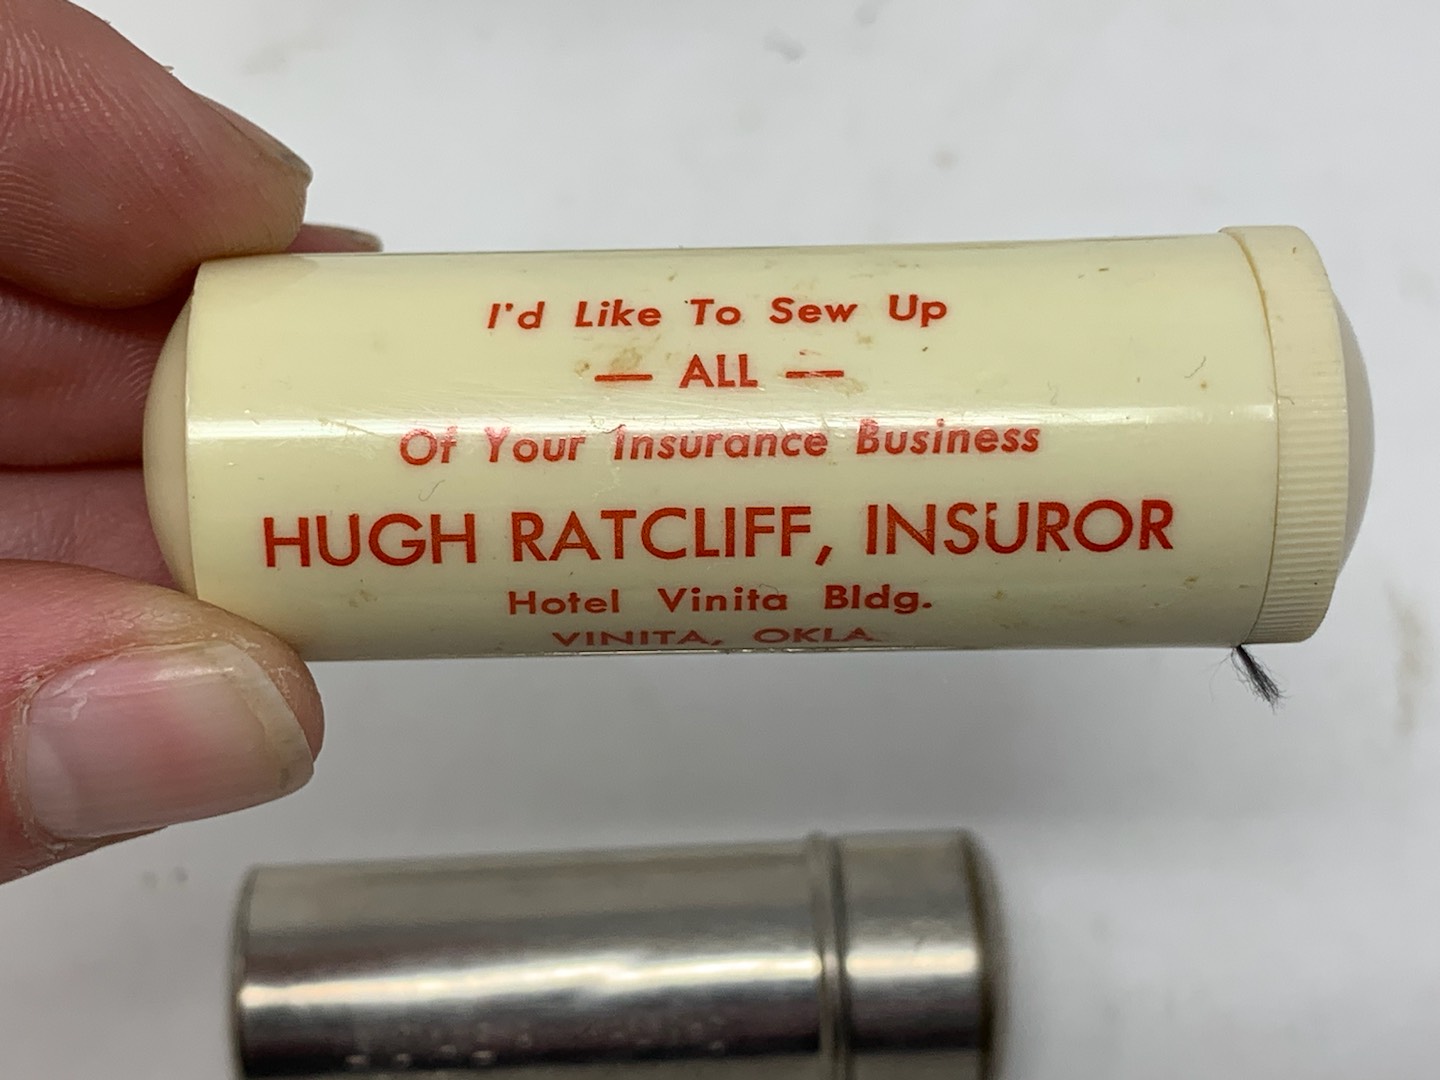 I'd Like To Sew Up
— ALL —
Of Your Insurance Business
HUGH RATCLIFF, INSUROR
Hotel Vinita Bldg.
VINITA, OKLA.